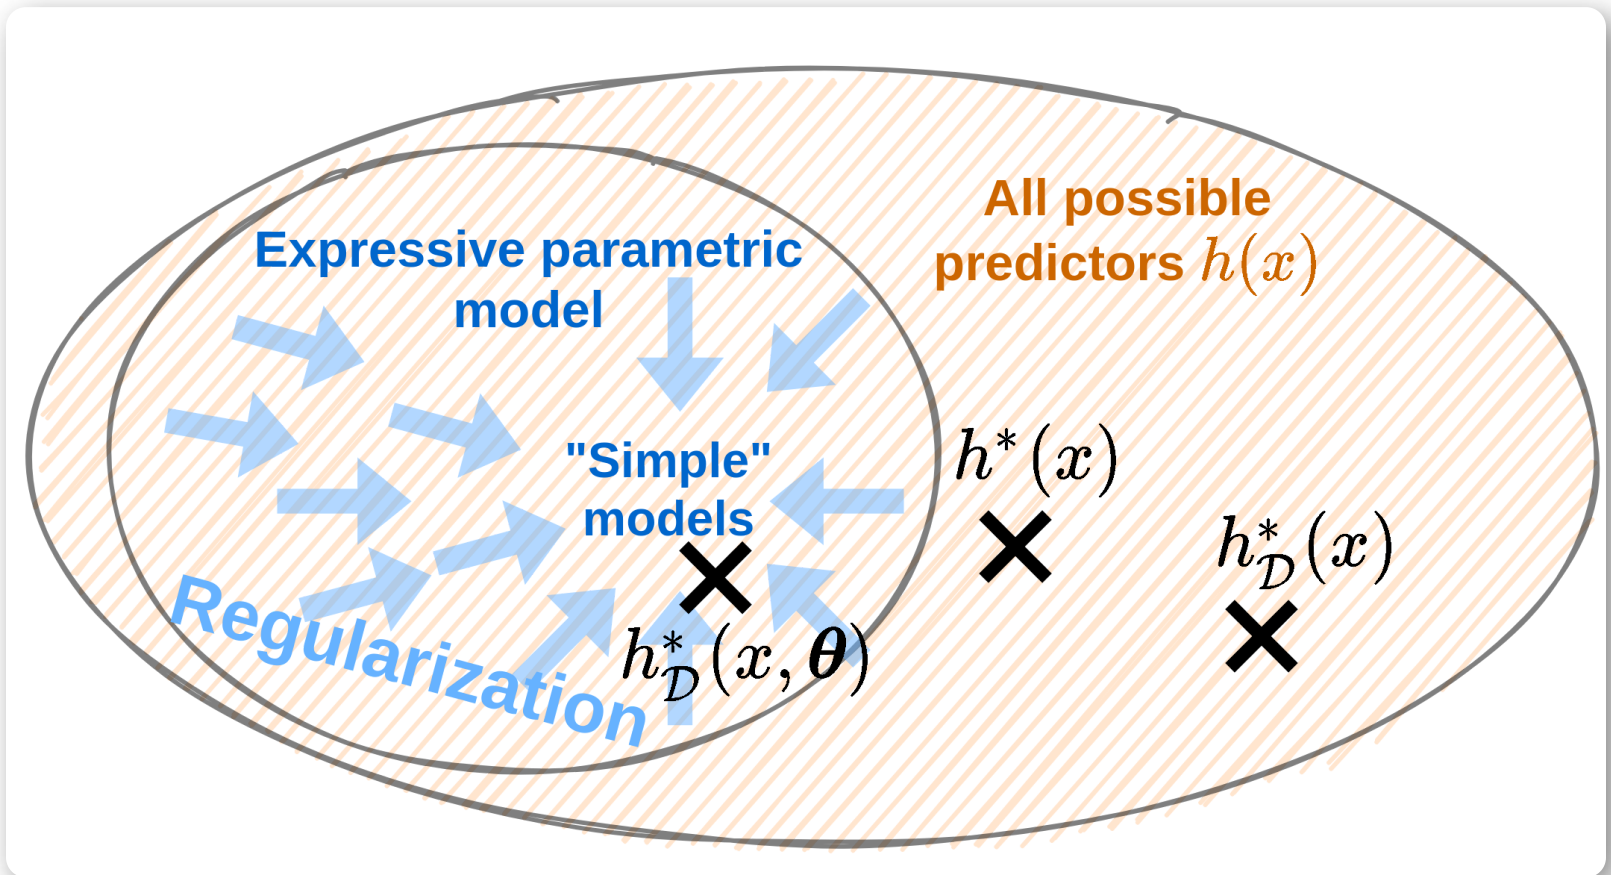 All possible
predictors h(x)
Expressive parametric
model
"Simple"
models
h*(x)
h*_𝒟(x)
h*_𝒟(x, θ)
Regularization